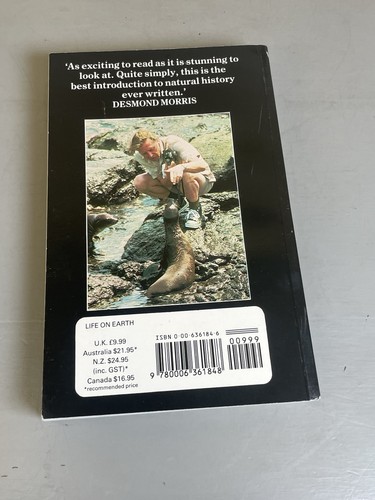 ‘As exciting to read as it is stunning to
look at. Quite simply, this is the
best introduction to natural history
ever written.’
DESMOND MORRIS
LIFE ON EARTH
U.K. £9.99
Australia $21.95*
N.Z. $24.95
(inc. GST)*
Canada $16.95
*recommended price
ISBN 0-00-636184-6
00999
9 780006 361848